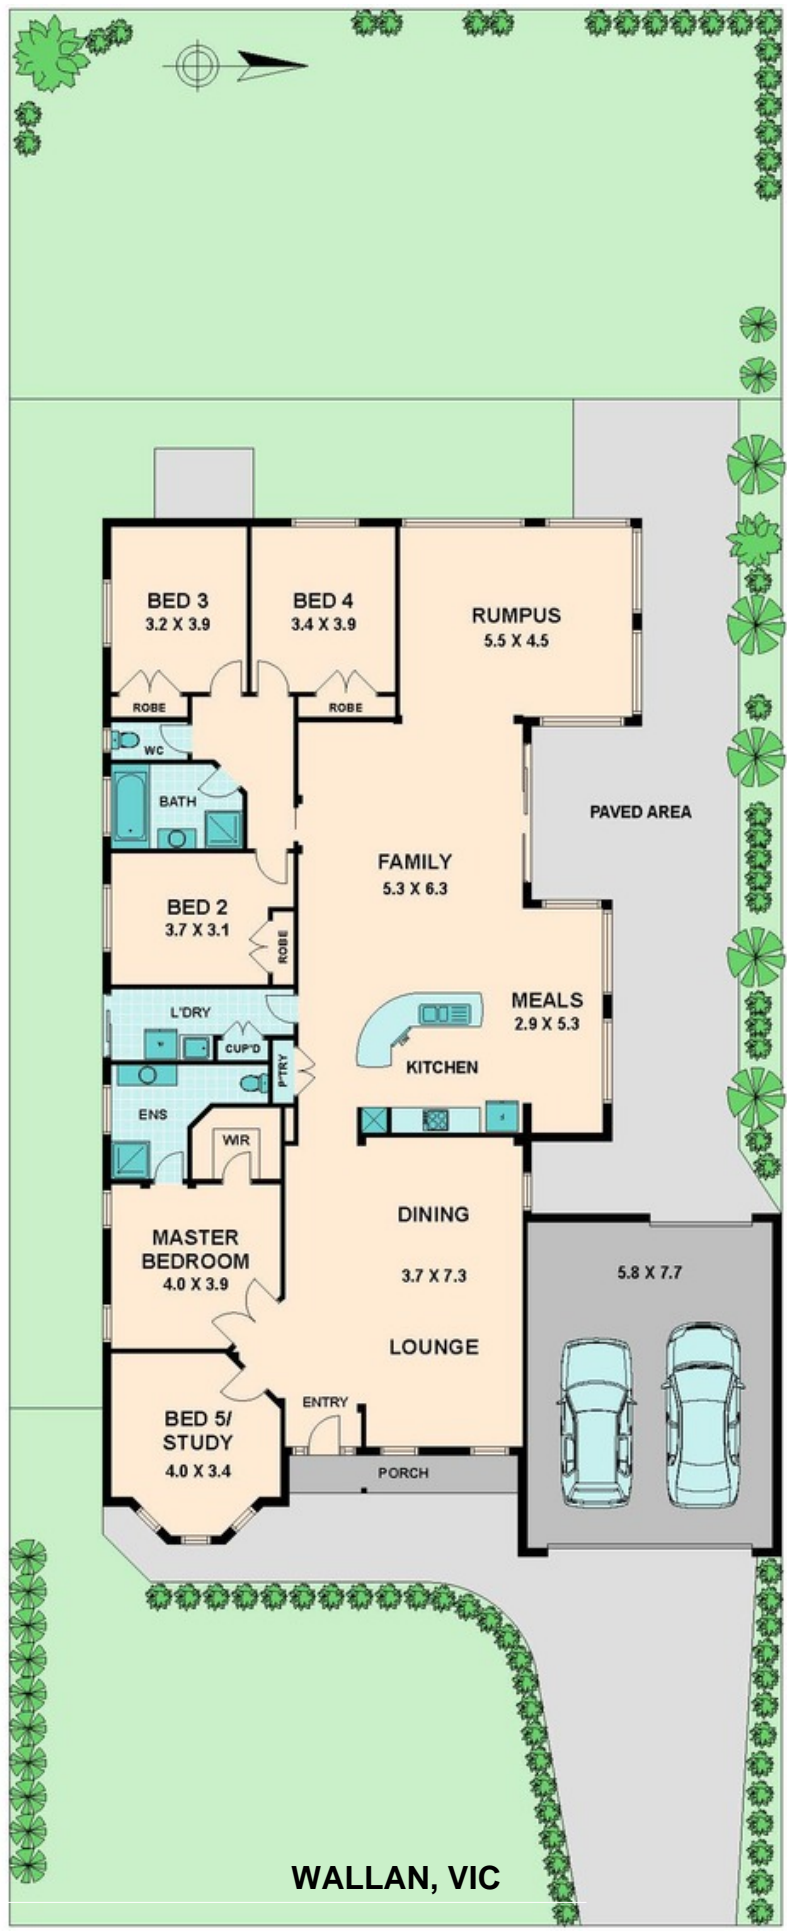 BED 3
3.2 X 3.9
BED 4
3.4 X 3.9
RUMPUS
5.5 X 4.5
ROBE
ROBE
WC
BATH
PAVED AREA
FAMILY
5.3 X 6.3
BED 2
3.7 X 3.1
ROBE
MEALS
2.9 X 5.3
L'DRY
CUP'D
P'TRY
KITCHEN
ENS
WIR
DINING
3.7 X 7.3
LOUNGE
MASTER
BEDROOM
4.0 X 3.9
5.8 X 7.7
ENTRY
BED 5/
STUDY
4.0 X 3.4
PORCH
WALLAN, VIC